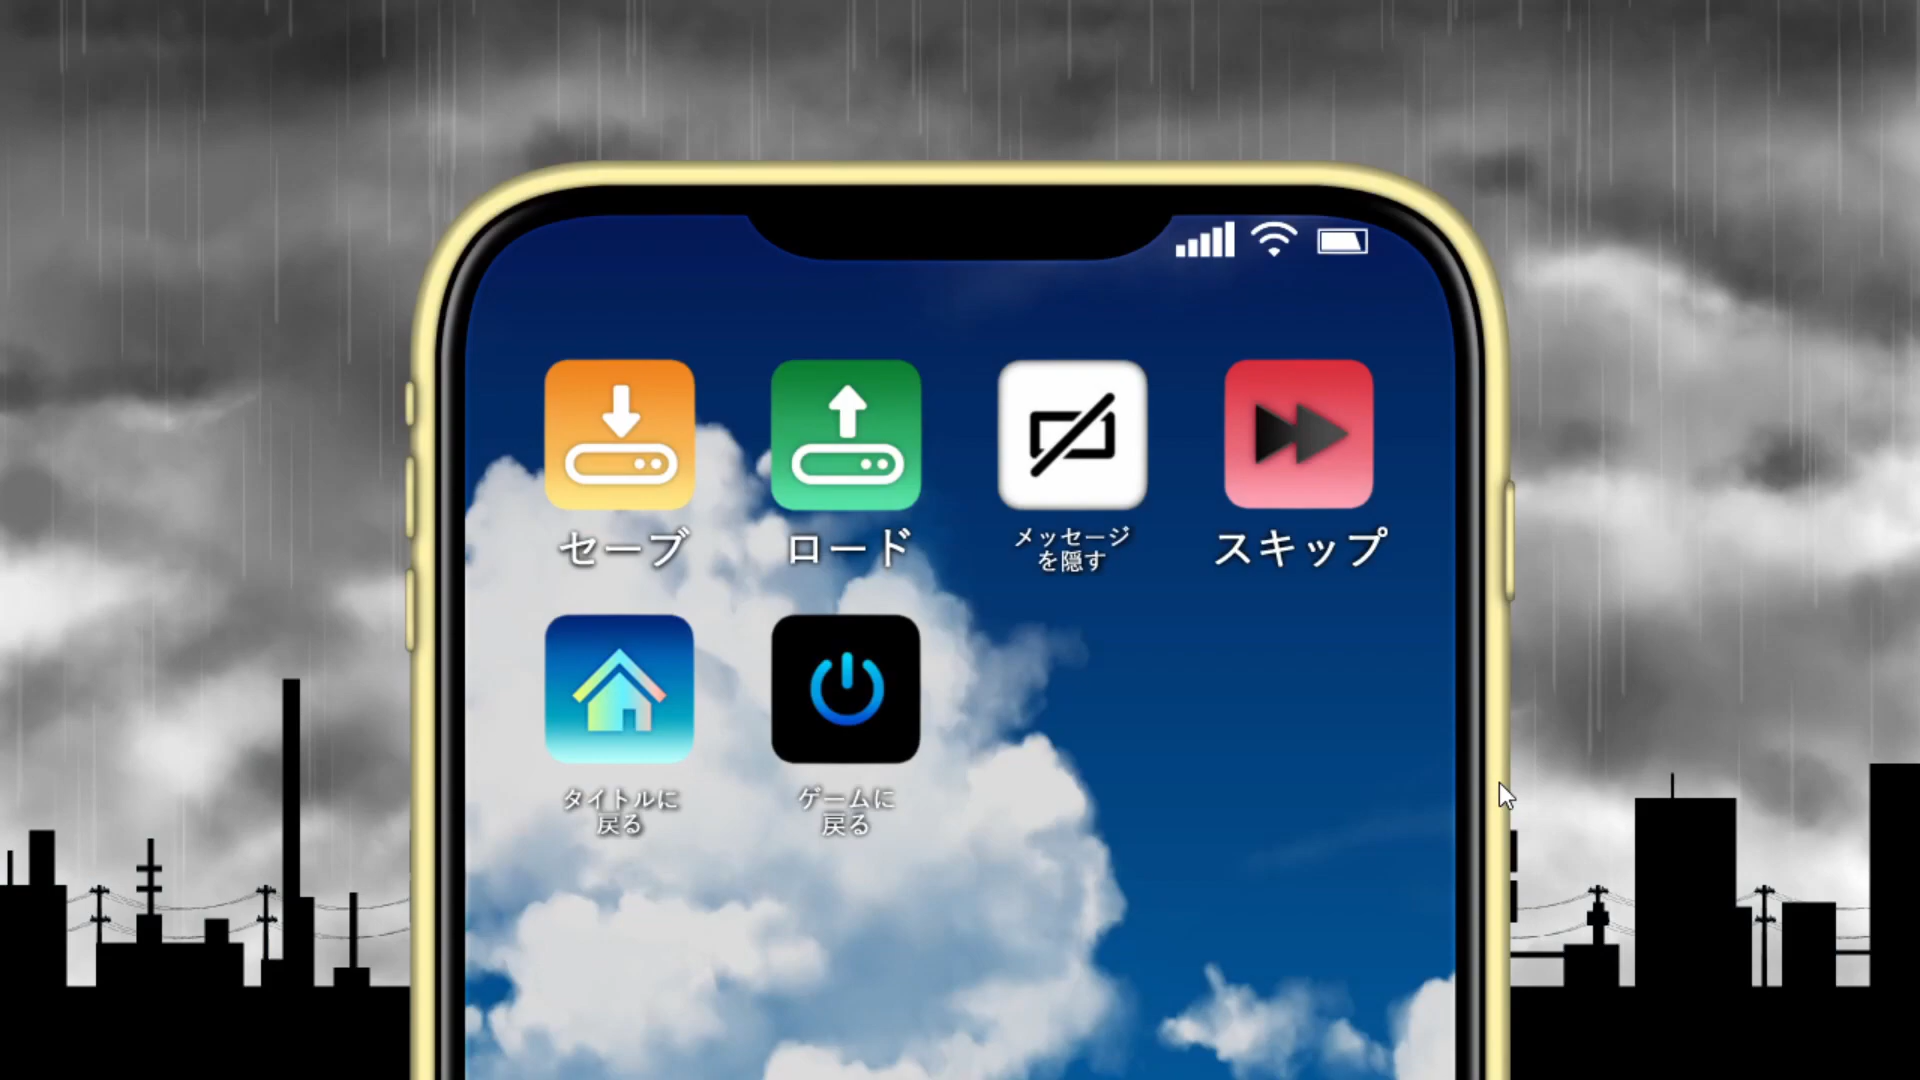 セーブ
ロード
メッセージ
を隠す
スキップ
タイトルに
戻る
ゲームに
戻る